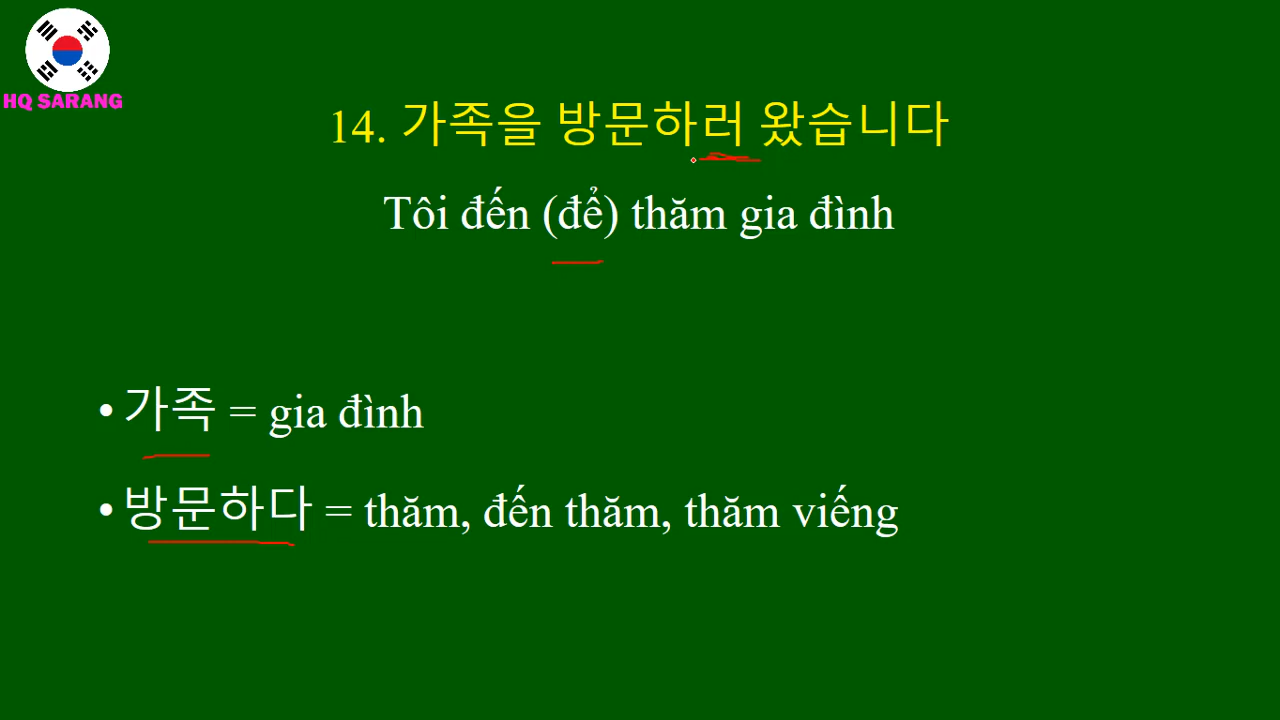 HQ SARANG
14. 가족을 방문하러 왔습니다
Tôi đến (để) thăm gia đình
• 가족 = gia đình
• 방문하다 = thăm, đến thăm, thăm viếng